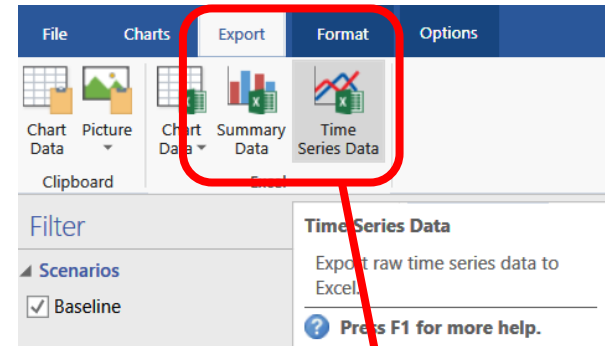 File Charts Export Format Options
Chart Data
Picture
Chart Data
Summary Data
Time Series Data
Clipboard
Excel
Filter
Scenarios
Baseline
Time Series Data
Export raw time series data to
Excel.
Press F1 for more help.